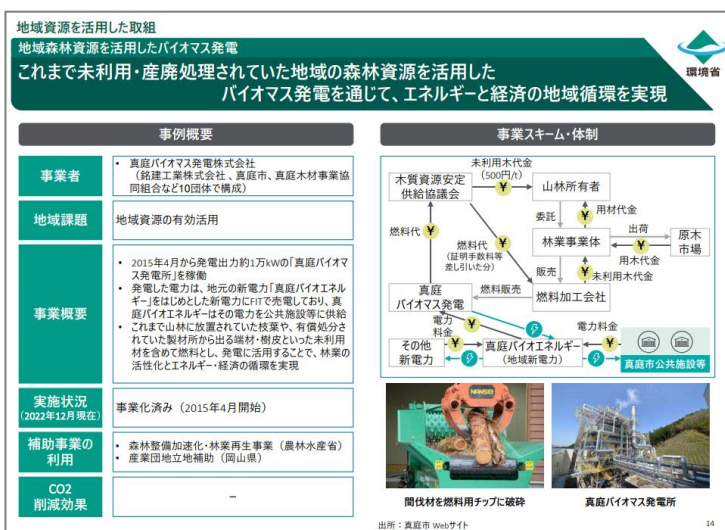 地域資源を活用した取組
地域森林資源を活用したバイオマス発電
これまで未利用・産廃処理されていた地域の森林資源を活用した
バイオマス発電を通じて、エネルギーと経済の地域循環を実現
環境省
事例概要
事業者
• 真庭バイオマス発電株式会社
(銘建工業株式会社、真庭市、真庭木材事業協
同組合など10団体で構成)
地域課題
地域資源の有効活用
事業概要
• 2015年4月から発電出力約1万kWの「真庭バイオマ
ス発電所」を稼働
• 発電した電力は、地元の新電力「真庭バイオエネル
ギー」をはじめとした新電力にFITで売電しており、真
庭バイオエネルギーはその電力を公共施設等に供給
• これまで山林に放置されていた枝葉や、有償処分さ
れていた製材所から出る端材・樹皮といった未利用
材を含めて燃料とし、発電に活用することで、林業の
活性化とエネルギー・経済の循環を実現
実施状況
(2022年12月現在)
事業化済み(2015年4月開始)
補助事業の
利用
• 森林整備加速化・林業再生事業(農林水産省)
• 産業団地立地補助(岡山県)
CO2
削減効果
–
事業スキーム・体制
木質資源安定
供給協議会
未利用木代金
(500円/t)
¥
山林所有者
委託
¥
用材代金
燃料代
¥
燃料代
(証明手数料等
差し引いた分)
¥
林業事業体
出荷
¥
用木代金
原木
市場
販売
¥
未利用木代金
真庭
バイオマス発電
燃料販売
燃料加工会社
電力
料金
¥
¥
電力料金
¥
その他
新電力
真庭バイオエネルギー
(地域新電力)
真庭市公共施設等
NANSEI
間伐材を燃料用チップに破砕
真庭バイオマス発電所
出所:真庭市 Webサイト
14